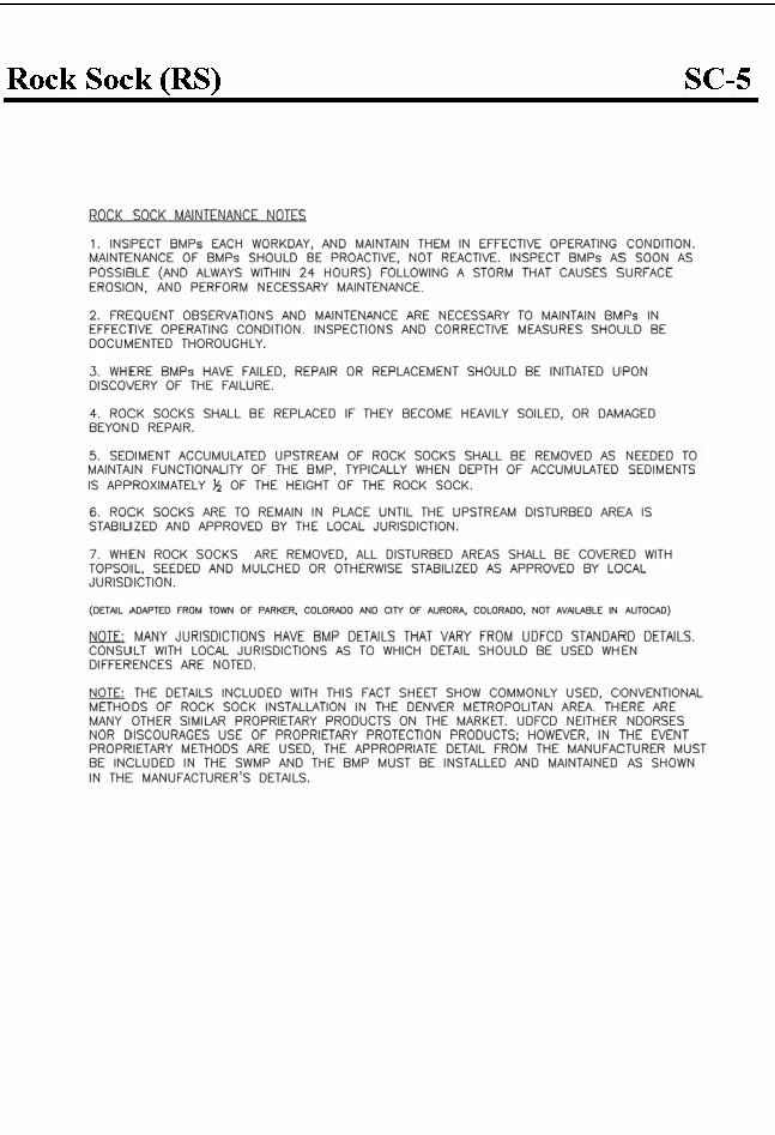 Rock Sock (RS) SC-5
ROCK SOCK MAINTENANCE NOTES
1. INSPECT BMPs EACH WORKDAY, AND MAINTAIN THEM IN EFFECTIVE OPERATING CONDITION.
MAINTENANCE OF BMPs SHOULD BE PROACTIVE, NOT REACTIVE. INSPECT BMPs AS SOON AS
POSSIBLE (AND ALWAYS WITHIN 24 HOURS) FOLLOWING A STORM THAT CAUSES SURFACE
EROSION, AND PERFORM NECESSARY MAINTENANCE.
2. FREQUENT OBSERVATIONS AND MAINTENANCE ARE NECESSARY TO MAINTAIN BMPs IN
EFFECTIVE OPERATING CONDITION. INSPECTIONS AND CORRECTIVE MEASURES SHOULD BE
DOCUMENTED THOROUGHLY.
3. WHERE BMPs HAVE FAILED, REPAIR OR REPLACEMENT SHOULD BE INITIATED UPON
DISCOVERY OF THE FAILURE.
4. ROCK SOCKS SHALL BE REPLACED IF THEY BECOME HEAVILY SOILED, OR DAMAGED
BEYOND REPAIR.
5. SEDIMENT ACCUMULATED UPSTREAM OF ROCK SOCKS SHALL BE REMOVED AS NEEDED TO
MAINTAIN FUNCTIONALITY OF THE BMP, TYPICALLY WHEN DEPTH OF ACCUMULATED SEDIMENTS
IS APPROXIMATELY ½ OF THE HEIGHT OF THE ROCK SOCK.
6. ROCK SOCKS ARE TO REMAIN IN PLACE UNTIL THE UPSTREAM DISTURBED AREA IS
STABILIZED AND APPROVED BY THE LOCAL JURISDICTION.
7. WHEN ROCK SOCKS ARE REMOVED, ALL DISTURBED AREAS SHALL BE COVERED WITH
TOPSOIL, SEEDED AND MULCHED OR OTHERWISE STABILIZED AS APPROVED BY LOCAL
JURISDICTION.
(DETAIL ADAPTED FROM TOWN OF PARKER, COLORADO AND CITY OF AURORA, COLORADO, NOT AVAILABLE IN AUTOCAD)
NOTE: MANY JURISDICTIONS HAVE BMP DETAILS THAT VARY FROM UDFCD STANDARD DETAILS.
CONSULT WITH LOCAL JURISDICTIONS AS TO WHICH DETAIL SHOULD BE USED WHEN
DIFFERENCES ARE NOTED.
NOTE: THE DETAILS INCLUDED WITH THIS FACT SHEET SHOW COMMONLY USED, CONVENTIONAL
METHODS OF ROCK SOCK INSTALLATION IN THE DENVER METROPOLITAN AREA. THERE ARE
MANY OTHER SIMILAR PROPRIETARY PRODUCTS ON THE MARKET. UDFCD NEITHER NDORSES
NOR DISCOURAGES USE OF PROPRIETARY PROTECTION PRODUCTS; HOWEVER, IN THE EVENT
PROPRIETARY METHODS ARE USED, THE APPROPRIATE DETAIL FROM THE MANUFACTURER MUST
BE INCLUDED IN THE SWMP AND THE BMP MUST BE INSTALLED AND MAINTAINED AS SHOWN
IN THE MANUFACTURER'S DETAILS.